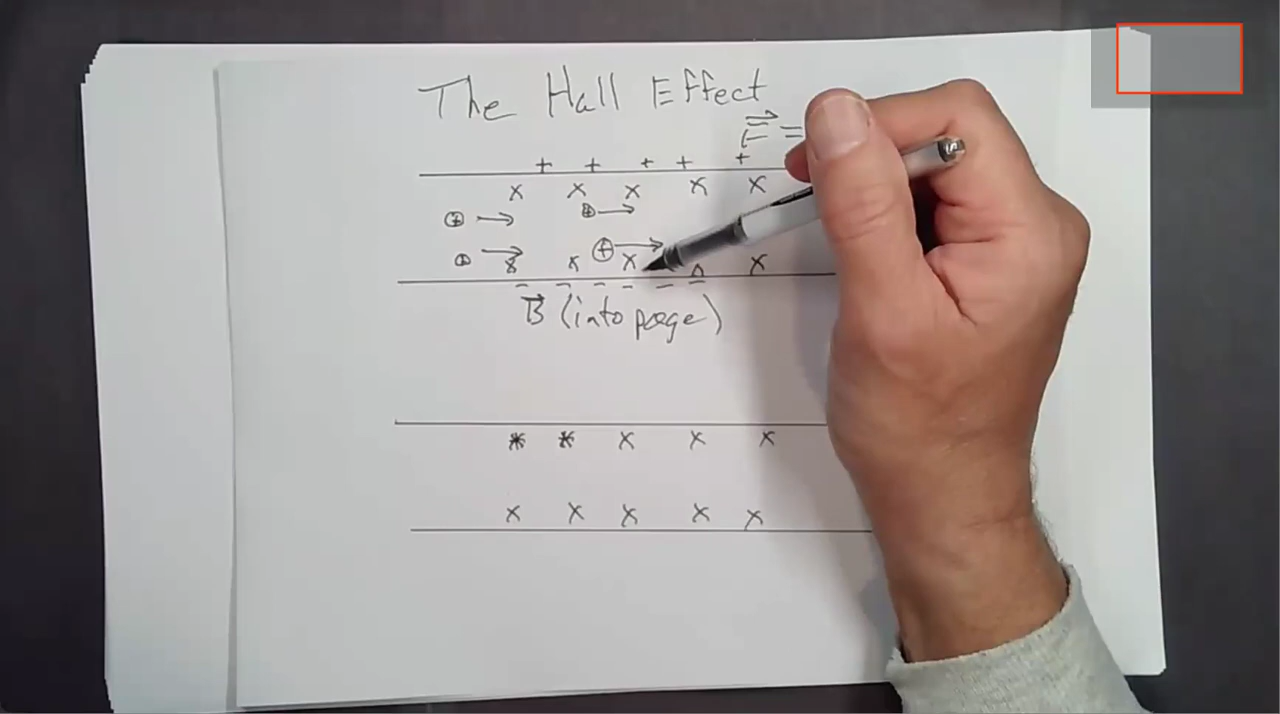 The Hall Effect
F⃗ =
+ + + + +
x x x x x
⊕ → ⊕ →
⊕ → ⊕ →
x x x x x
− − − − − −
B⃗ (into page)
x x x x x
x x x x x